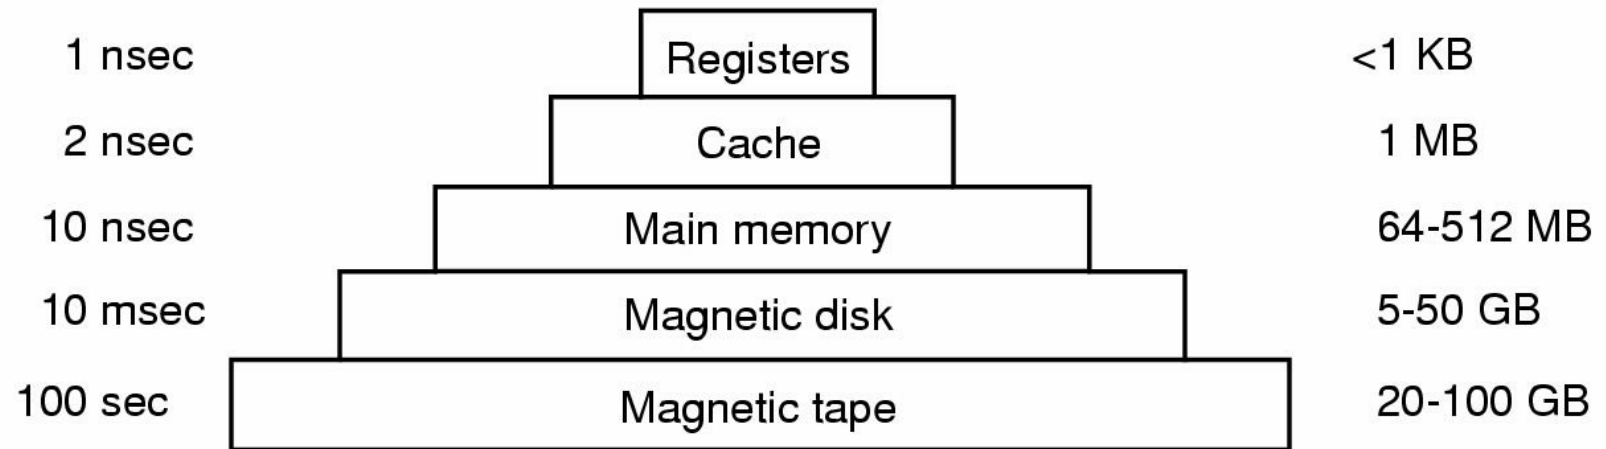 1 nsec Registers <1 KB
2 nsec Cache 1 MB
10 nsec Main memory 64-512 MB
10 msec Magnetic disk 5-50 GB
100 sec Magnetic tape 20-100 GB